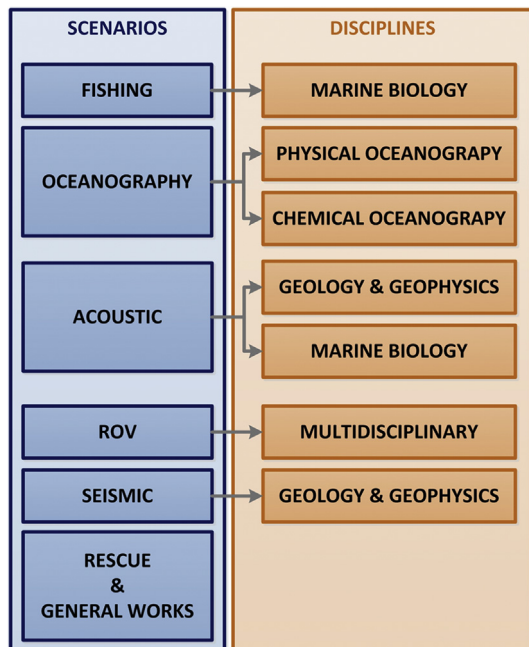 SCENARIOS
DISCIPLINES
FISHING
MARINE BIOLOGY
OCEANOGRAPHY
PHYSICAL OCEANOGRAPY
CHEMICAL OCEANOGRAPY
ACOUSTIC
GEOLOGY & GEOPHYSICS
MARINE BIOLOGY
ROV
MULTIDISCIPLINARY
SEISMIC
GEOLOGY & GEOPHYSICS
RESCUE
&
GENERAL WORKS